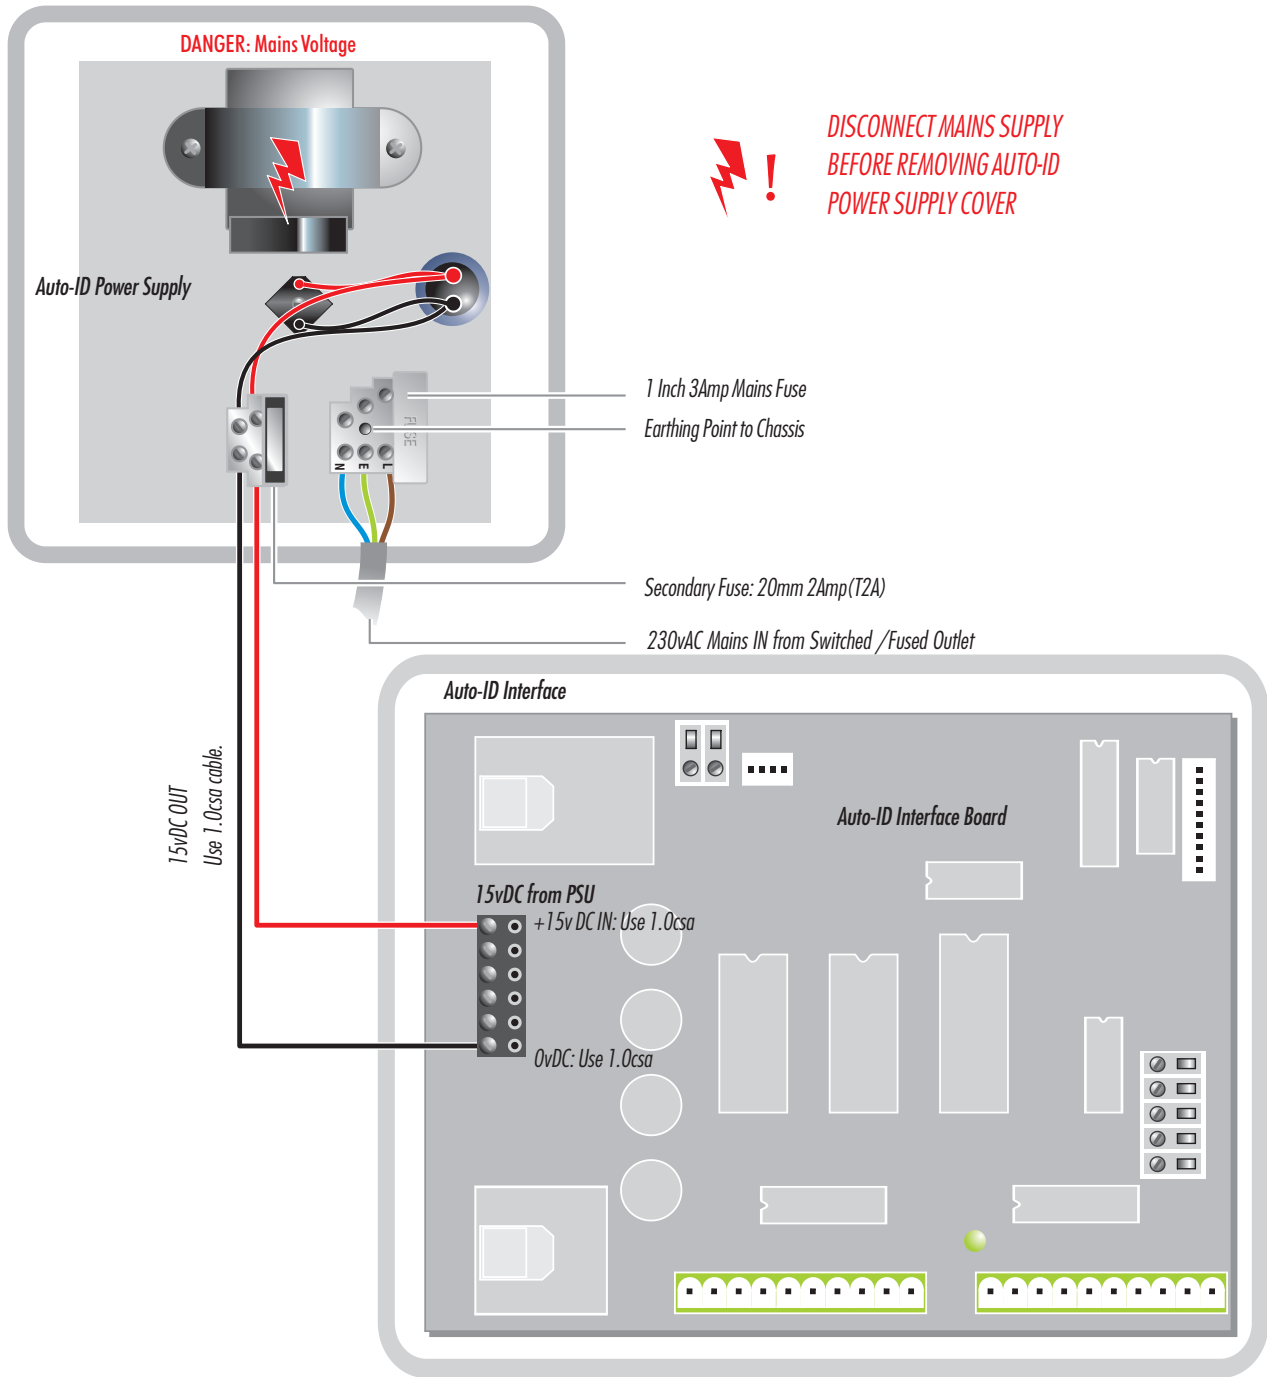 DANGER: Mains Voltage
DISCONNECT MAINS SUPPLY
BEFORE REMOVING AUTO-ID
POWER SUPPLY COVER
Auto-ID Power Supply
1 Inch 3Amp Mains Fuse
Earthing Point to Chassis
FUSE
N E L
Secondary Fuse: 20mm 2Amp(T2A)
230vAC Mains IN from Switched /Fused Outlet
Auto-ID Interface
15vDC OUT
Use 1.0csa cable.
Auto-ID Interface Board
15vDC from PSU
+15v DC IN: Use 1.0csa
0vDC: Use 1.0csa